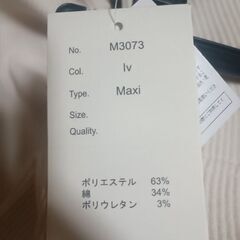 No. M3073
Col. Iv
Type. Maxi
Size.
Quality.
ポリエステル 63%
綿 34%
ポリウレタン 3%